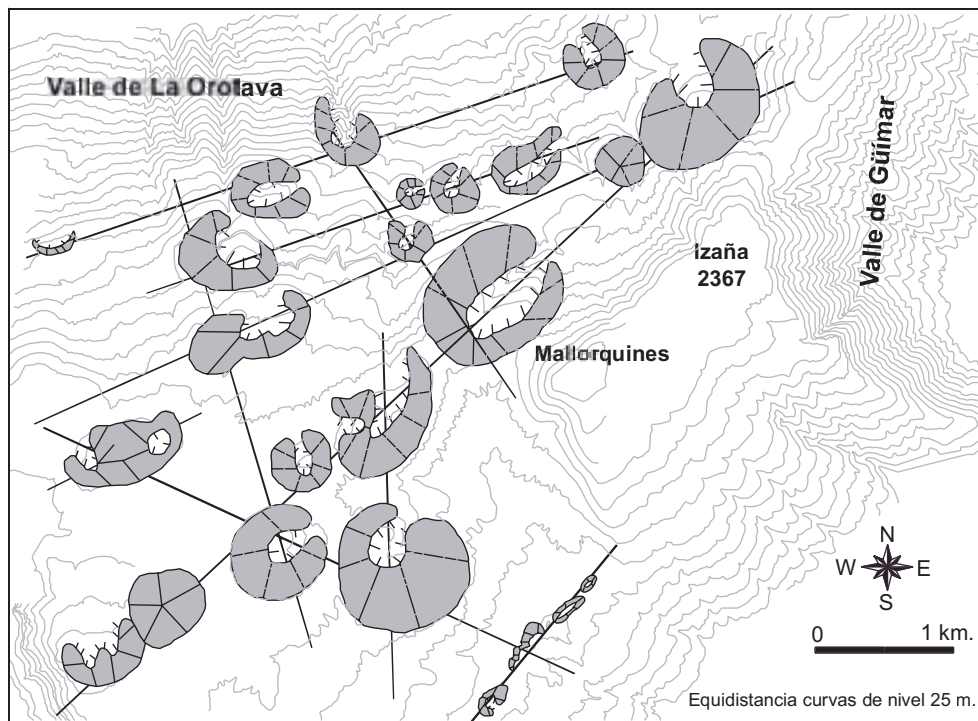 Valle de La Orotava
Valle de Güímar
Izaña
2367
Mallorquines
N
W E
S
0 1 km.
Equidistancia curvas de nivel 25 m.